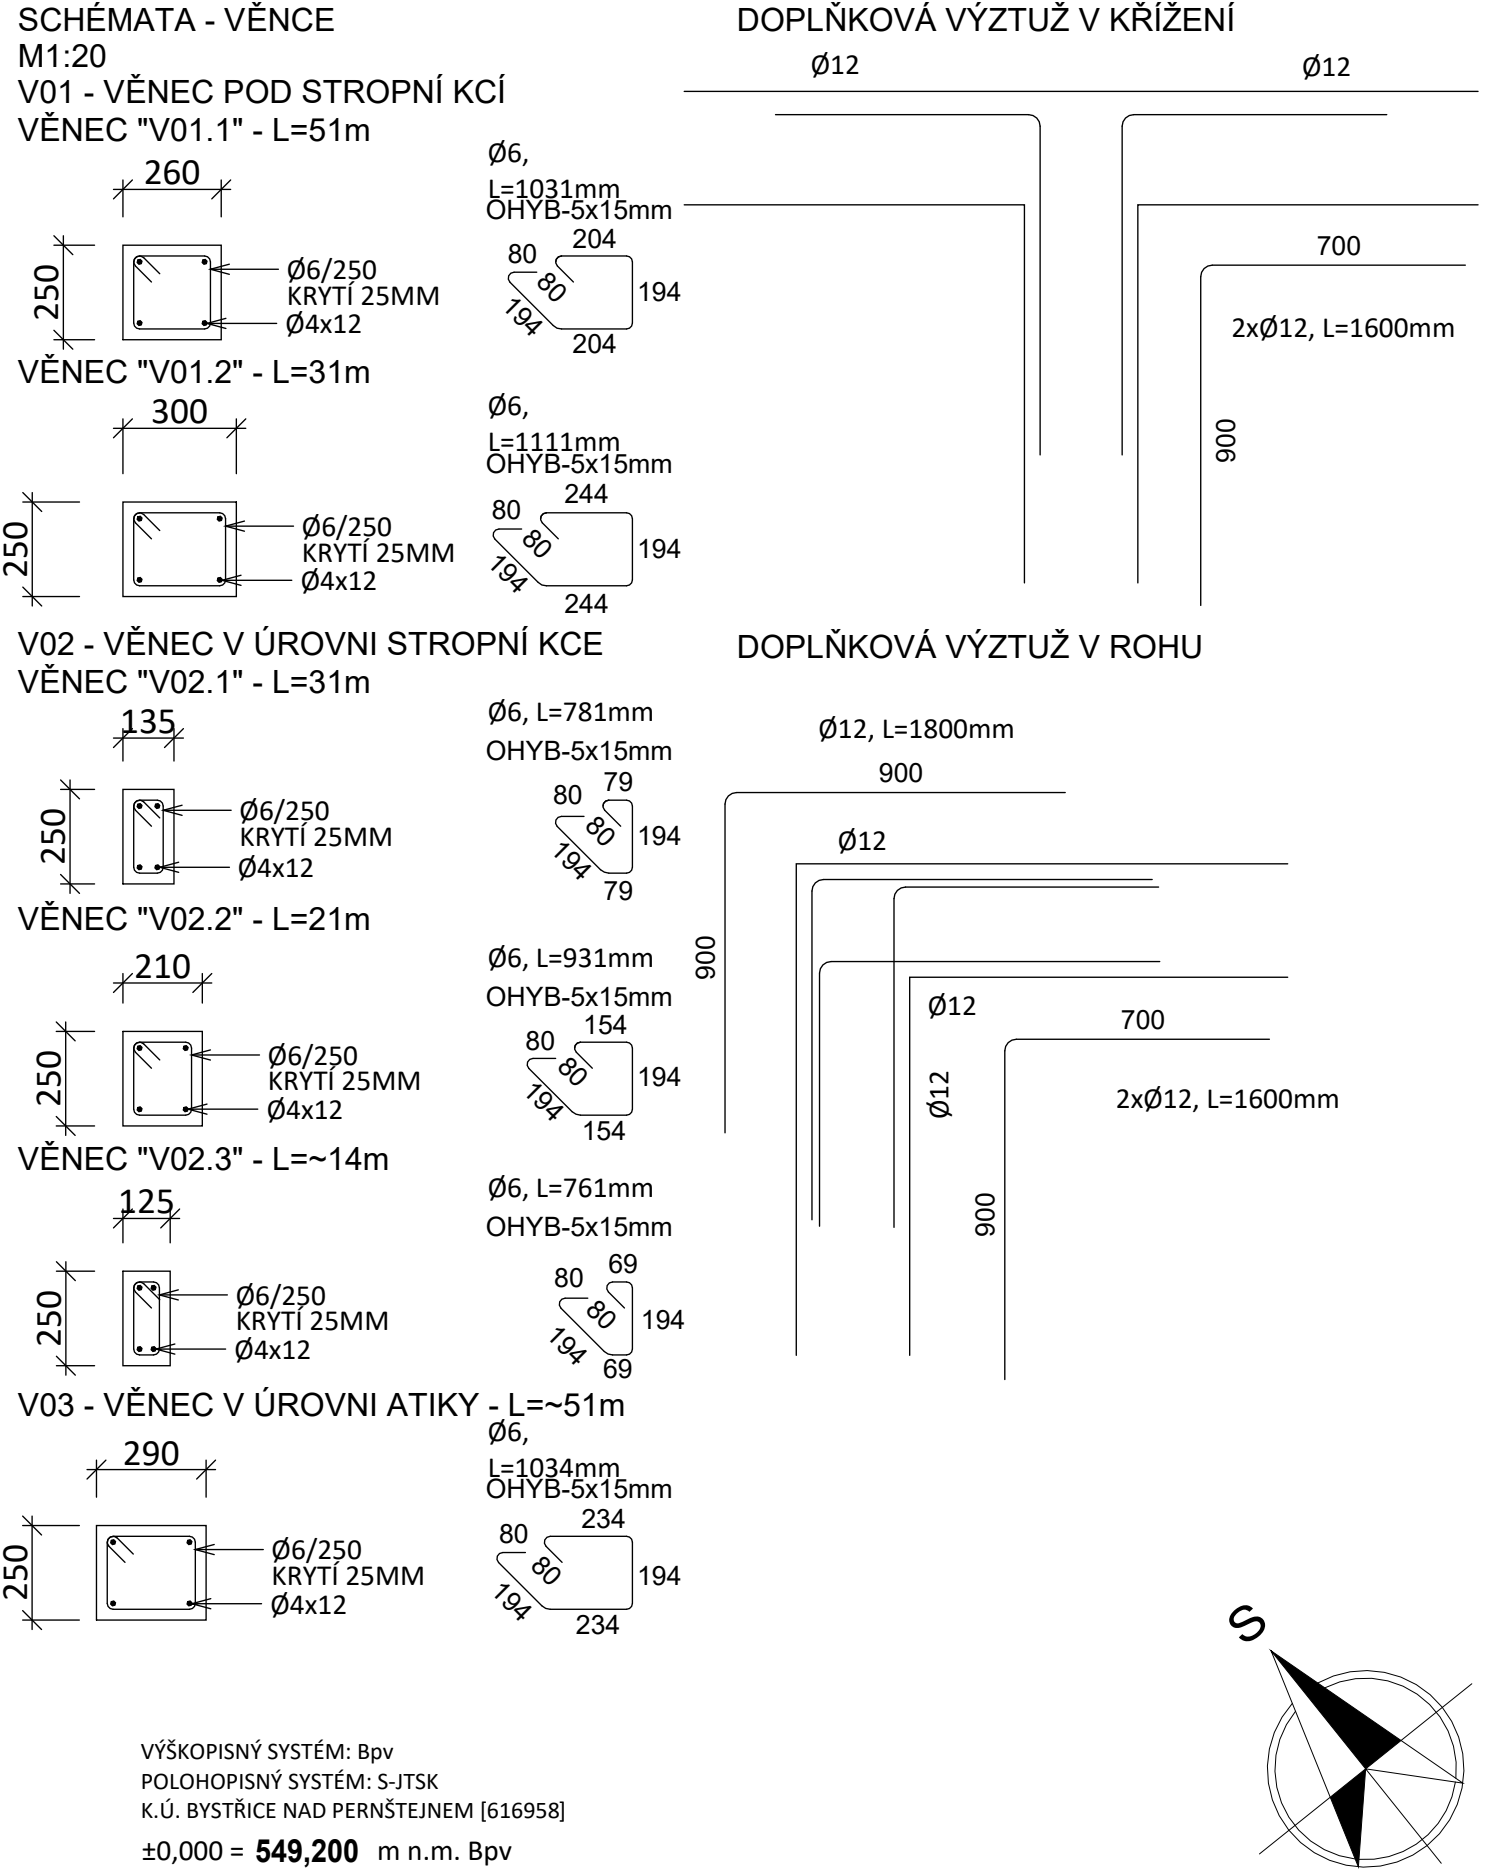 SCHÉMATA - VĚNCE
M1:20
V01 - VĚNEC POD STROPNÍ KCÍ
VĚNEC "V01.1" - L=51m
260
250
Ø6/250
KRYTÍ 25MM
Ø4x12
Ø6,
L=1031mm
OHYB-5x15mm
204
80
80
194
194
204
VĚNEC "V01.2" - L=31m
300
250
Ø6/250
KRYTÍ 25MM
Ø4x12
Ø6,
L=1111mm
OHYB-5x15mm
244
80
80
194
194
244
V02 - VĚNEC V ÚROVNI STROPNÍ KCE
VĚNEC "V02.1" - L=31m
135
250
Ø6/250
KRYTÍ 25MM
Ø4x12
Ø6, L=781mm
OHYB-5x15mm
79
80
80
194
194
79
VĚNEC "V02.2" - L=21m
210
250
Ø6/250
KRYTÍ 25MM
Ø4x12
Ø6, L=931mm
OHYB-5x15mm
154
80
80
194
194
154
VĚNEC "V02.3" - L=~14m
125
250
Ø6/250
KRYTÍ 25MM
Ø4x12
Ø6, L=761mm
OHYB-5x15mm
69
80
80
194
194
69
V03 - VĚNEC V ÚROVNI ATIKY - L=~51m
290
250
Ø6/250
KRYTÍ 25MM
Ø4x12
Ø6,
L=1034mm
OHYB-5x15mm
234
80
80
194
194
234
DOPLŇKOVÁ VÝZTUŽ V KŘÍŽENÍ
Ø12
Ø12
700
2xØ12, L=1600mm
900
DOPLŇKOVÁ VÝZTUŽ V ROHU
Ø12, L=1800mm
900
Ø12
900
Ø12
700
Ø12
2xØ12, L=1600mm
900
S
VÝŠKOPISNÝ SYSTÉM: Bpv
POLOHOPISNÝ SYSTÉM: S-JTSK
K.Ú. BYSTŘICE NAD PERNŠTEJNEM [616958]
±0,000 = 549,200 m n.m. Bpv